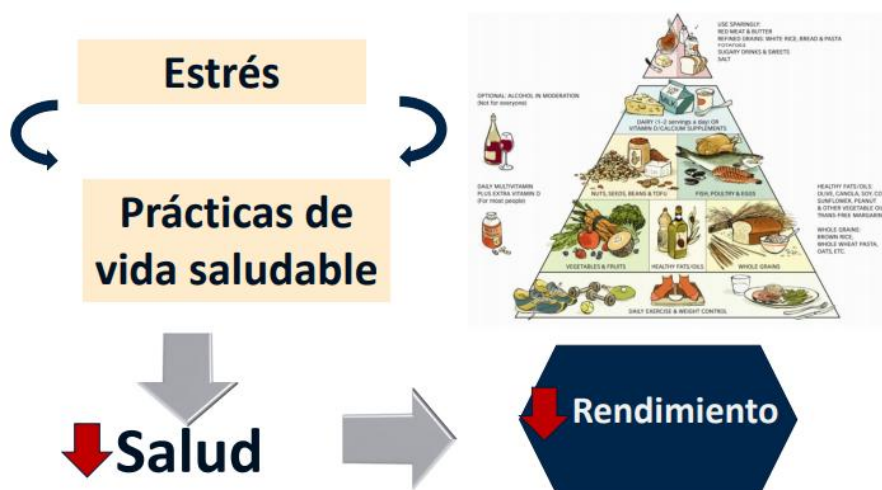 Estrés
Prácticas de
vida saludable
Salud
Rendimiento
USE SPARINGLY:
RED MEAT & BUTTER
REFINED GRAINS: WHITE RICE, BREAD & PASTA
POTATOES
SUGARY DRINKS & SWEETS
SALT
OPTIONAL: ALCOHOL IN MODERATION
(Not for everyone)
DAIRY (1–2 servings a day) OR
VITAMIN D/CALCIUM SUPPLEMENTS
DAILY MULTIVITAMIN
PLUS EXTRA VITAMIN D
(For most people)
NUTS, SEEDS, BEANS & TOFU
FISH, POULTRY & EGGS
HEALTHY FATS/OILS:
OLIVE, CANOLA, SOY, CO
SUNFLOWER, PEANUT
& OTHER VEGETABLE OI
TRANS-FREE MARGARIN
WHOLE GRAINS:
BROWN RICE,
WHOLE WHEAT PASTA,
OATS, ETC.
VEGETABLES & FRUITS
HEALTHY FATS/OILS
WHOLE GRAINS
DAILY EXERCISE & WEIGHT CONTROL